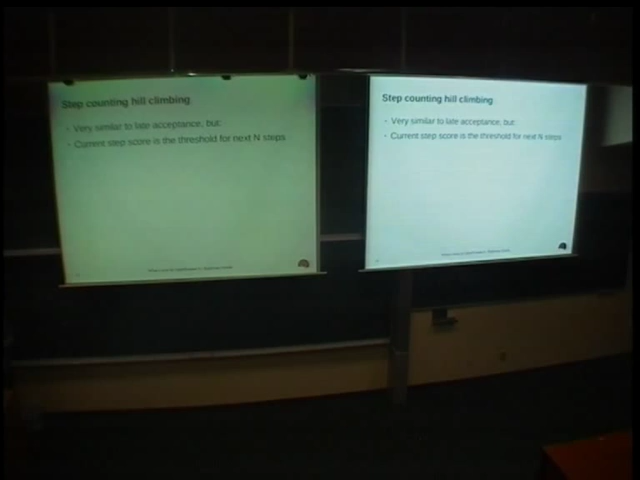 Step counting hill climbing
- Very similar to late acceptance, but:
- Current step score is the threshold for next N steps
Step counting hill climbing
- Very similar to late acceptance, but:
- Current step score is the threshold for next N steps